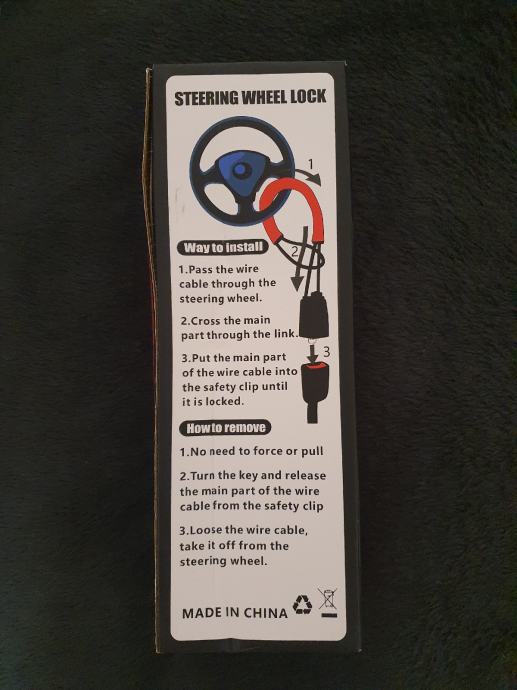 STEERING WHEEL LOCK
1
Way to install
2
1.Pass the wire
cable through the
steering wheel.
2.Cross the main
part through the link.
3
3.Put the main part
of the wire cable into
the safety clip until
it is locked.
How to remove
1.No need to force or pull
2.Turn the key and release
the main part of the wire
cable from the safety clip
3.Loose the wire cable,
take it off from the
steering wheel.
MADE IN CHINA